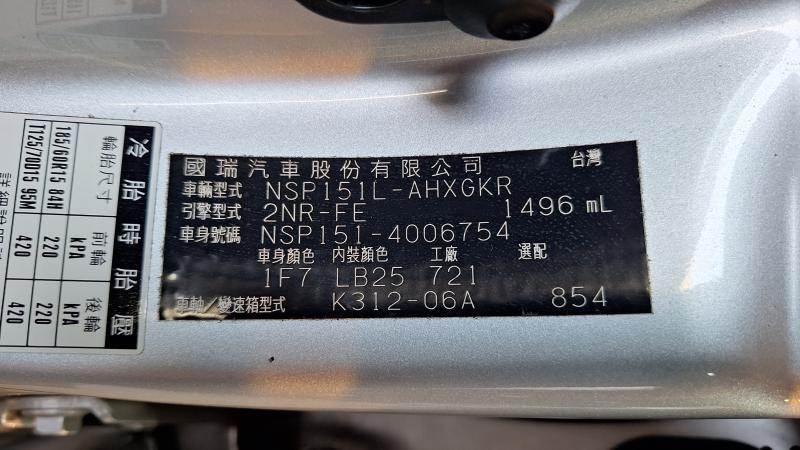 國瑞汽車股份有限公司 台灣
車輛型式 NSP151L-AHXGKR
引擎型式 2NR-FE 1496 mL
車身號碼 NSP151-4006754
車身顏色 內裝顏色 工廠 選配
1F7 LB25 721
車軸/變速箱型式 K312-06A 854
冷胎時胎壓
輪胎尺寸 前輪 後輪
kPa kPa
185/60R15 84H 220 220
T125/70D15 95M 420 420